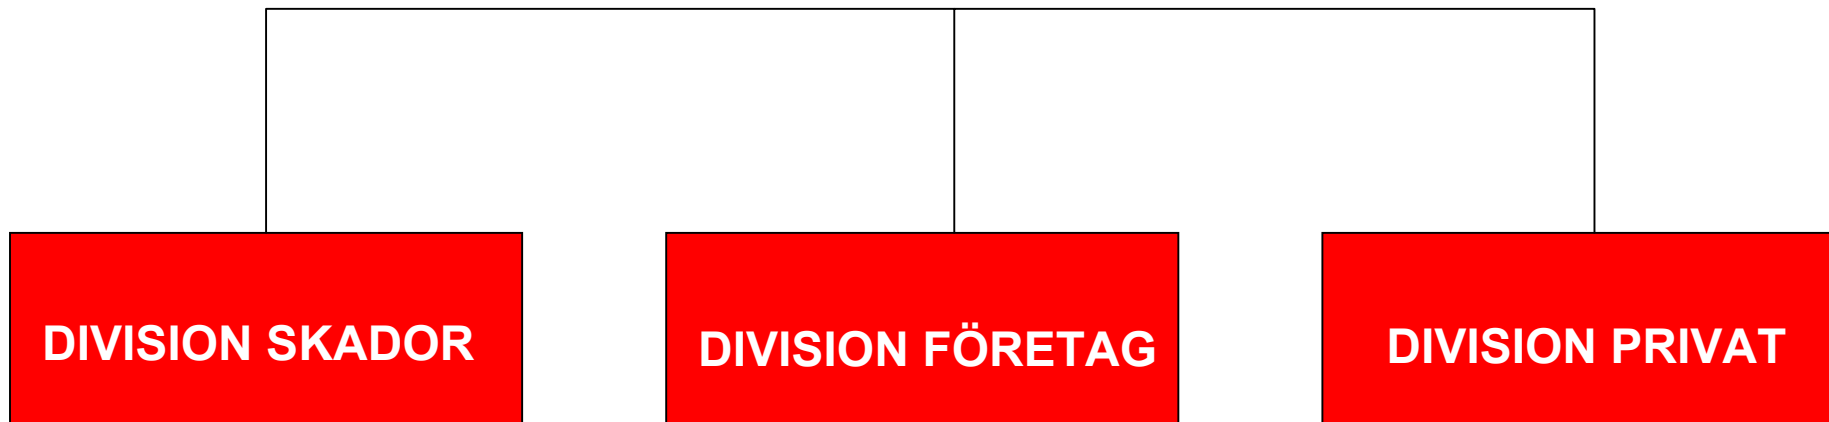 DIVISION SKADOR
DIVISION FÖRETAG
DIVISION PRIVAT